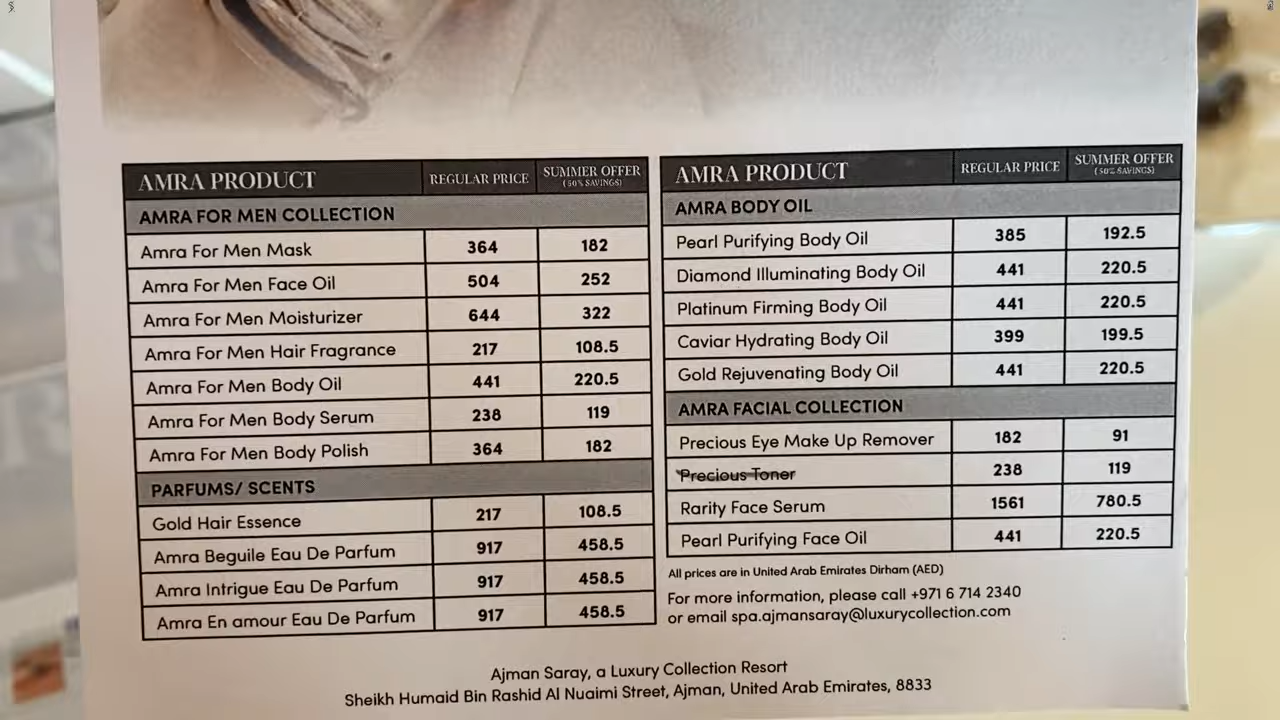 AMRA PRODUCT REGULAR PRICE SUMMER OFFER (50% SAVINGS)
AMRA FOR MEN COLLECTION
Amra For Men Mask 364 182
Amra For Men Face Oil 504 252
Amra For Men Moisturizer 644 322
Amra For Men Hair Fragrance 217 108.5
Amra For Men Body Oil 441 220.5
Amra For Men Body Serum 238 119
Amra For Men Body Polish 364 182
PARFUMS/ SCENTS
Gold Hair Essence 217 108.5
Amra Beguile Eau De Parfum 917 458.5
Amra Intrigue Eau De Parfum 917 458.5
Amra En amour Eau De Parfum 917 458.5
AMRA PRODUCT REGULAR PRICE SUMMER OFFER (50% SAVINGS)
AMRA BODY OIL
Pearl Purifying Body Oil 385 192.5
Diamond Illuminating Body Oil 441 220.5
Platinum Firming Body Oil 441 220.5
Caviar Hydrating Body Oil 399 199.5
Gold Rejuvenating Body Oil 441 220.5
AMRA FACIAL COLLECTION
Precious Eye Make Up Remover 182 91
Precious Toner 238 119
Rarity Face Serum 1561 780.5
Pearl Purifying Face Oil 441 220.5
All prices are in United Arab Emirates Dirham (AED)
For more information, please call +971 6 714 2340
or email spa.ajmansaray@luxurycollection.com
Ajman Saray, a Luxury Collection Resort
Sheikh Humaid Bin Rashid Al Nuaimi Street, Ajman, United Arab Emirates, 8833